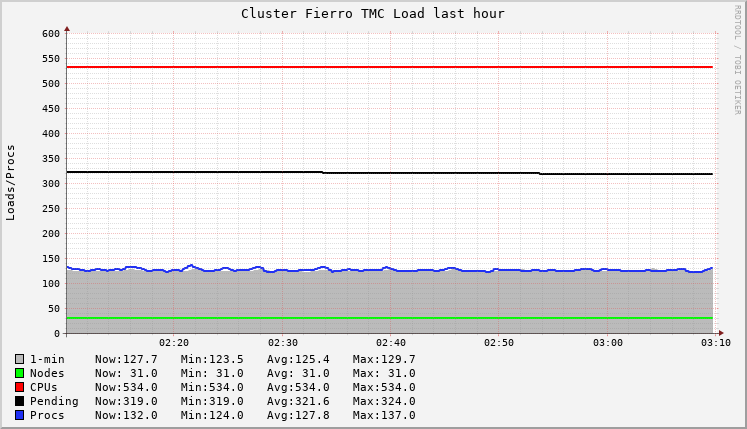 Cluster Fierro TMC Load last hour
RRDTOOL / TOBI OETIKER
Loads/Procs
600
550
500
450
400
350
300
250
200
150
100
50
0
02:20 02:30 02:40 02:50 03:00 03:10
1-min Now:127.7 Min:123.5 Avg:125.4 Max:129.7
Nodes Now: 31.0 Min: 31.0 Avg: 31.0 Max: 31.0
CPUs Now:534.0 Min:534.0 Avg:534.0 Max:534.0
Pending Now:319.0 Min:319.0 Avg:321.6 Max:324.0
Procs Now:132.0 Min:124.0 Avg:127.8 Max:137.0